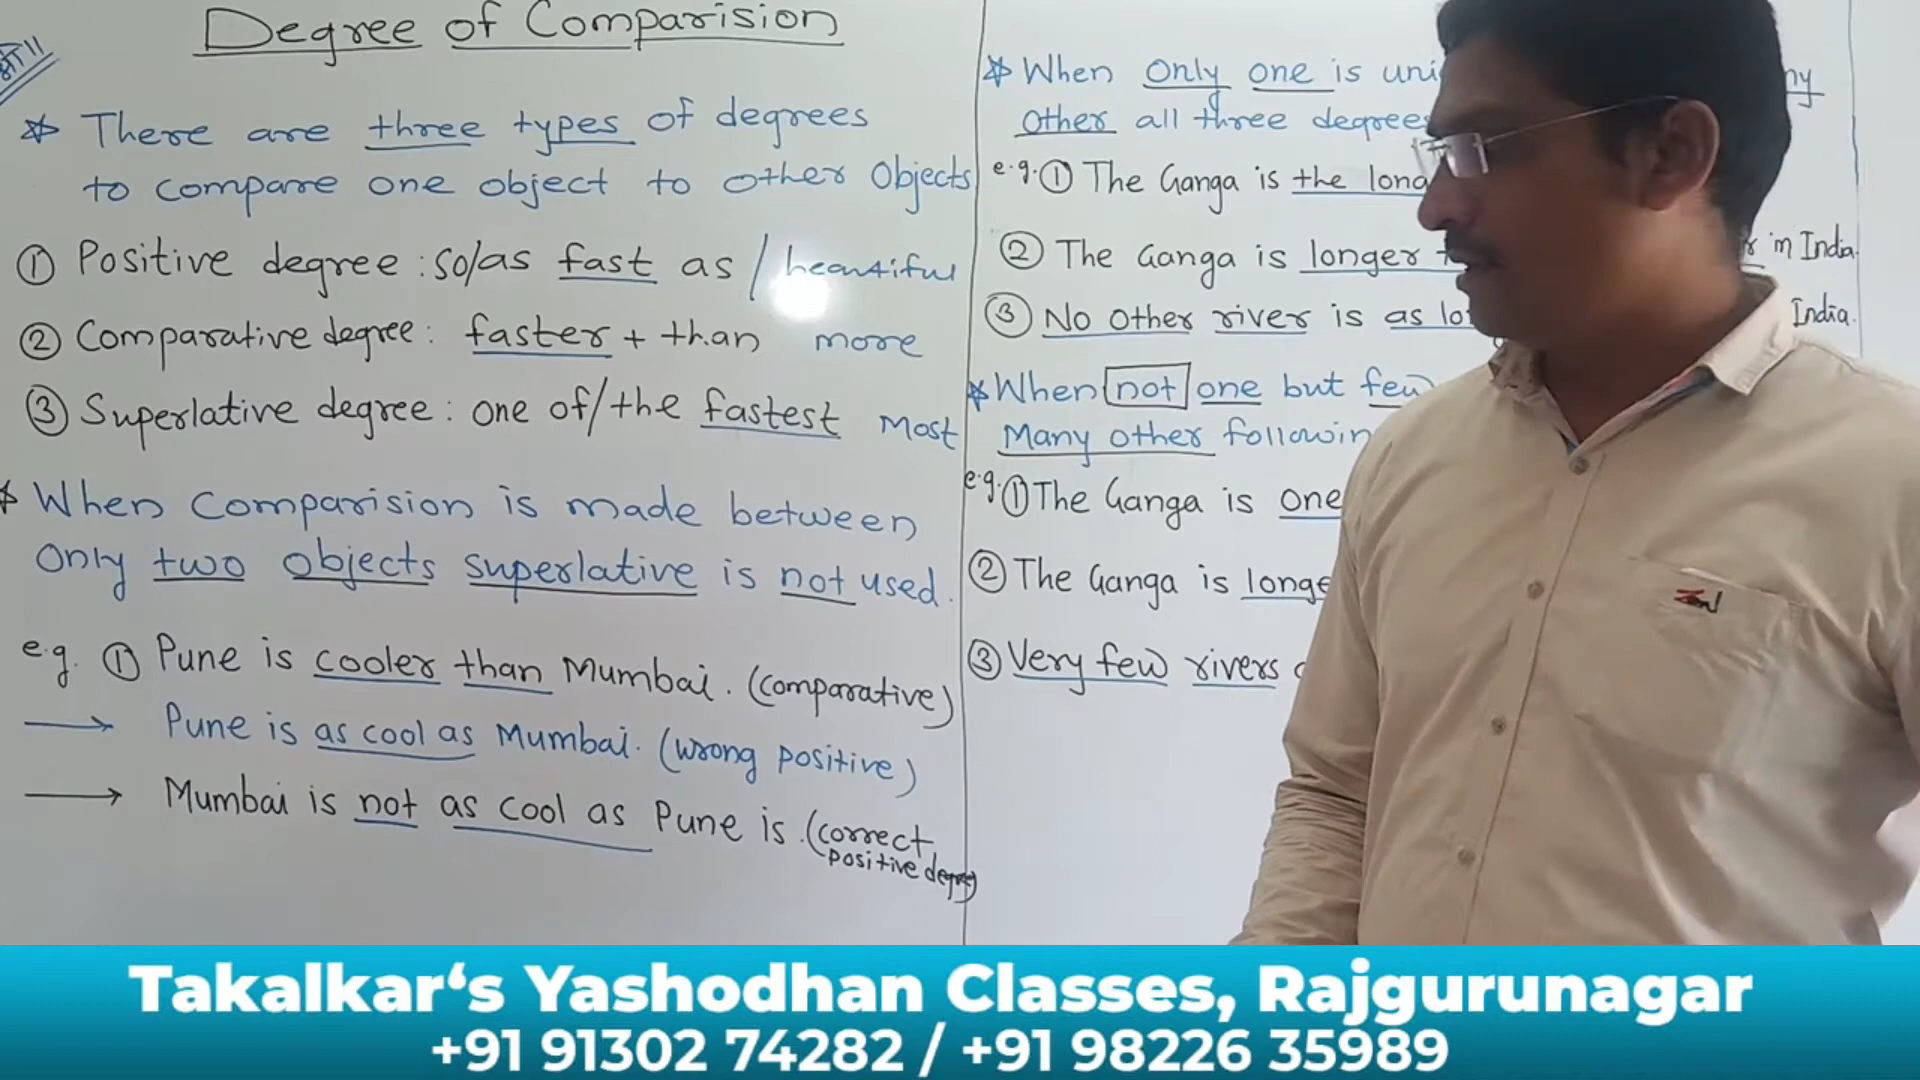 Degree of Comparision
There are three types of degrees
to compare one object to other Objects
① Positive degree : so/as fast as / beautiful
② Comparative degree : faster + than more
③ Superlative degree : one of/the fastest Most
When Comparision is made between
Only two objects superlative is not used.
e.g. ① Pune is cooler than Mumbai. (comparative)
→ Pune is as cool as Mumbai. (wrong positive)
→ Mumbai is not as cool as Pune is. (correct
positive degree)
When Only one is
Other all three degrees
e.g. ① The Ganga is the
② The Ganga is longer in India.
③ No Other river is as India.
When not one but few
Many other
e.g. ① The Ganga is one
② The Ganga is
③ Very few rivers
Takalkar‘s Yashodhan Classes, Rajgurunagar
+91 91302 74282 / +91 98226 35989